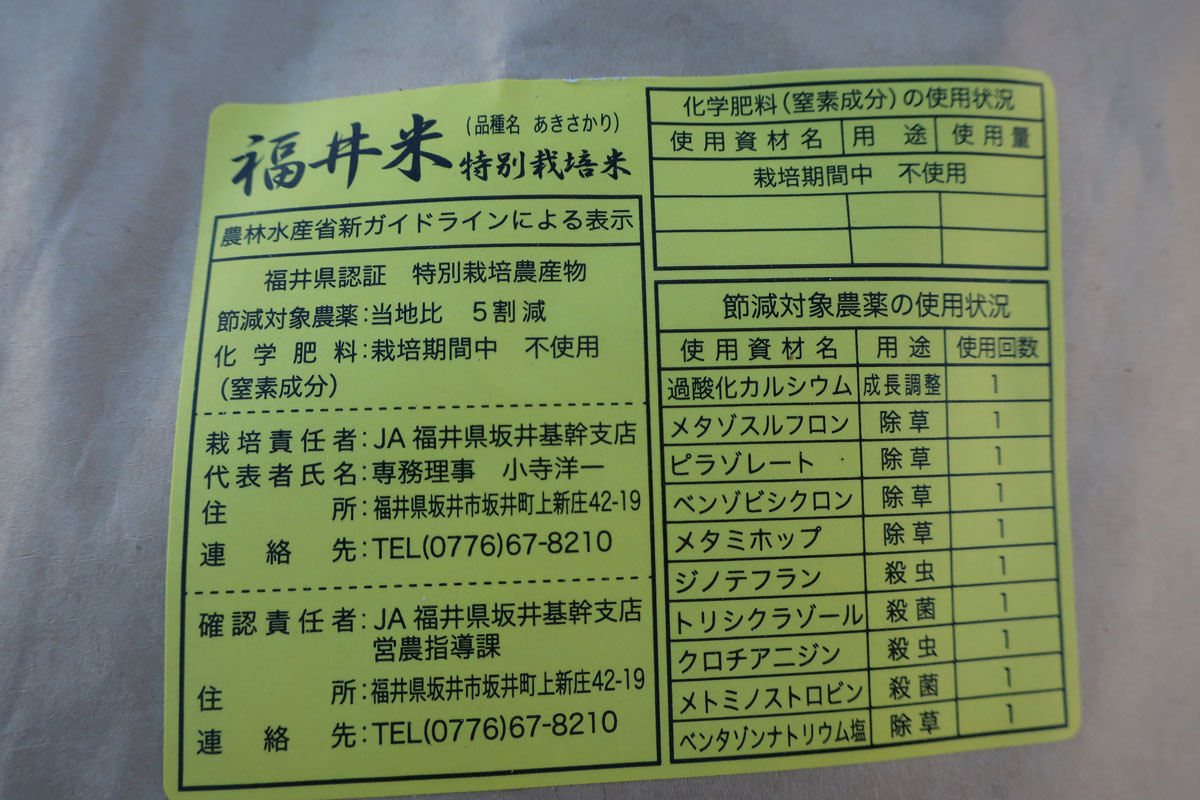 福井米
(品種名 あきさかり)
特別栽培米
農林水産省新ガイドラインによる表示
福井県認証 特別栽培農産物
節減対象農薬:当地比 5割減
化学肥料:栽培期間中 不使用
(窒素成分)
栽培責任者:JA福井県坂井基幹支店
代表者氏名:専務理事 小寺洋一
住所:福井県坂井市坂井町上新庄42-19
連絡先:TEL(0776)67-8210
確認責任者:JA福井県坂井基幹支店
営農指導課
住所:福井県坂井市坂井町上新庄42-19
連絡先:TEL(0776)67-8210
化学肥料(窒素成分)の使用状況
使用資材名 用途 使用量
栽培期間中 不使用
節減対象農薬の使用状況
使用資材名 用途 使用回数
過酸化カルシウム 成長調整 1
メタゾスルフロン 除草 1
ピラゾレート 除草 1
ベンゾビシクロン 除草 1
メタミホップ 除草 1
ジノテフラン 殺虫 1
トリシクラゾール 殺菌 1
クロチアニジン 殺虫 1
メトミノストロビン 殺菌 1
ベンタゾンナトリウム塩 除草 1